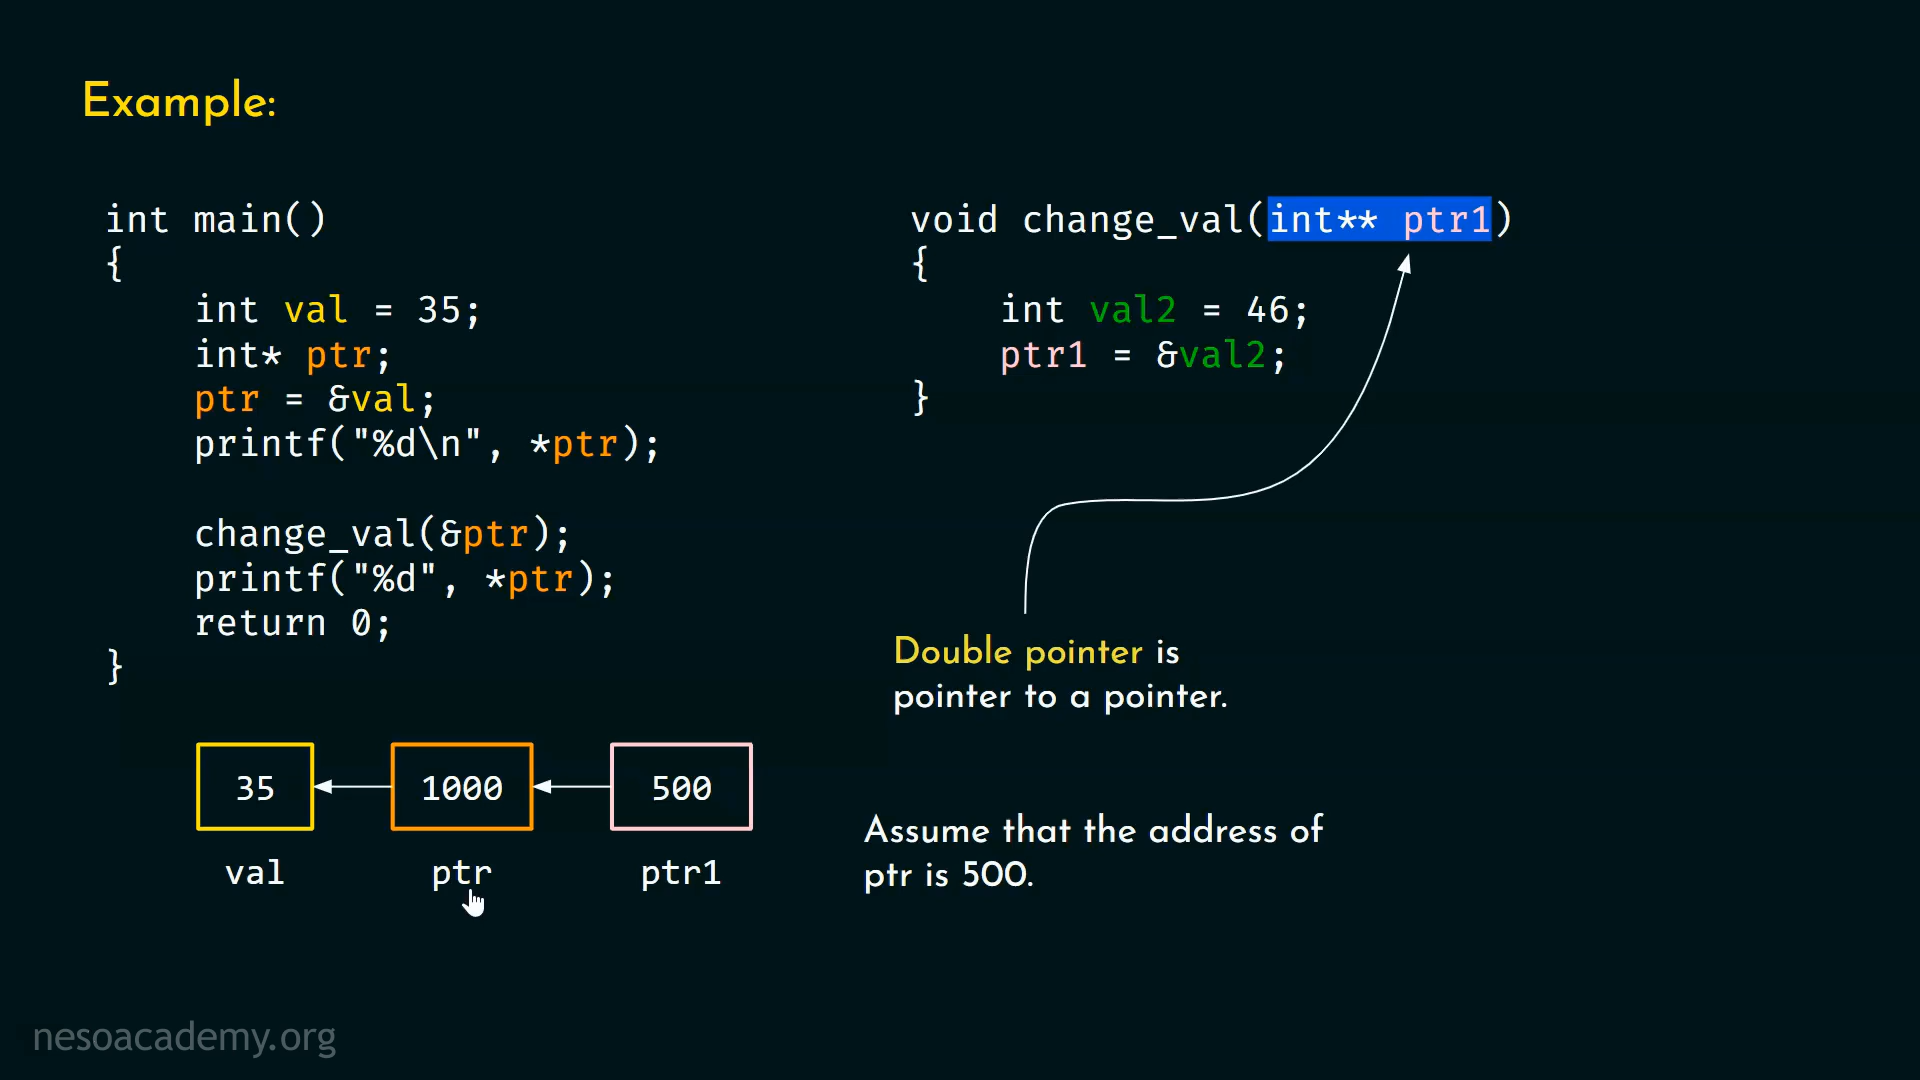 Example:
int main()
{
    int val = 35;
    int* ptr;
    ptr = &val;
    printf("%d\n", *ptr);
    change_val(&ptr);
    printf("%d", *ptr);
    return 0;
}
void change_val(int** ptr1)
{
    int val2 = 46;
    ptr1 = &val2;
}
Double pointer is
pointer to a pointer.
35 1000 500
val ptr ptr1
Assume that the address of
ptr is 500.
nesoacademy.org